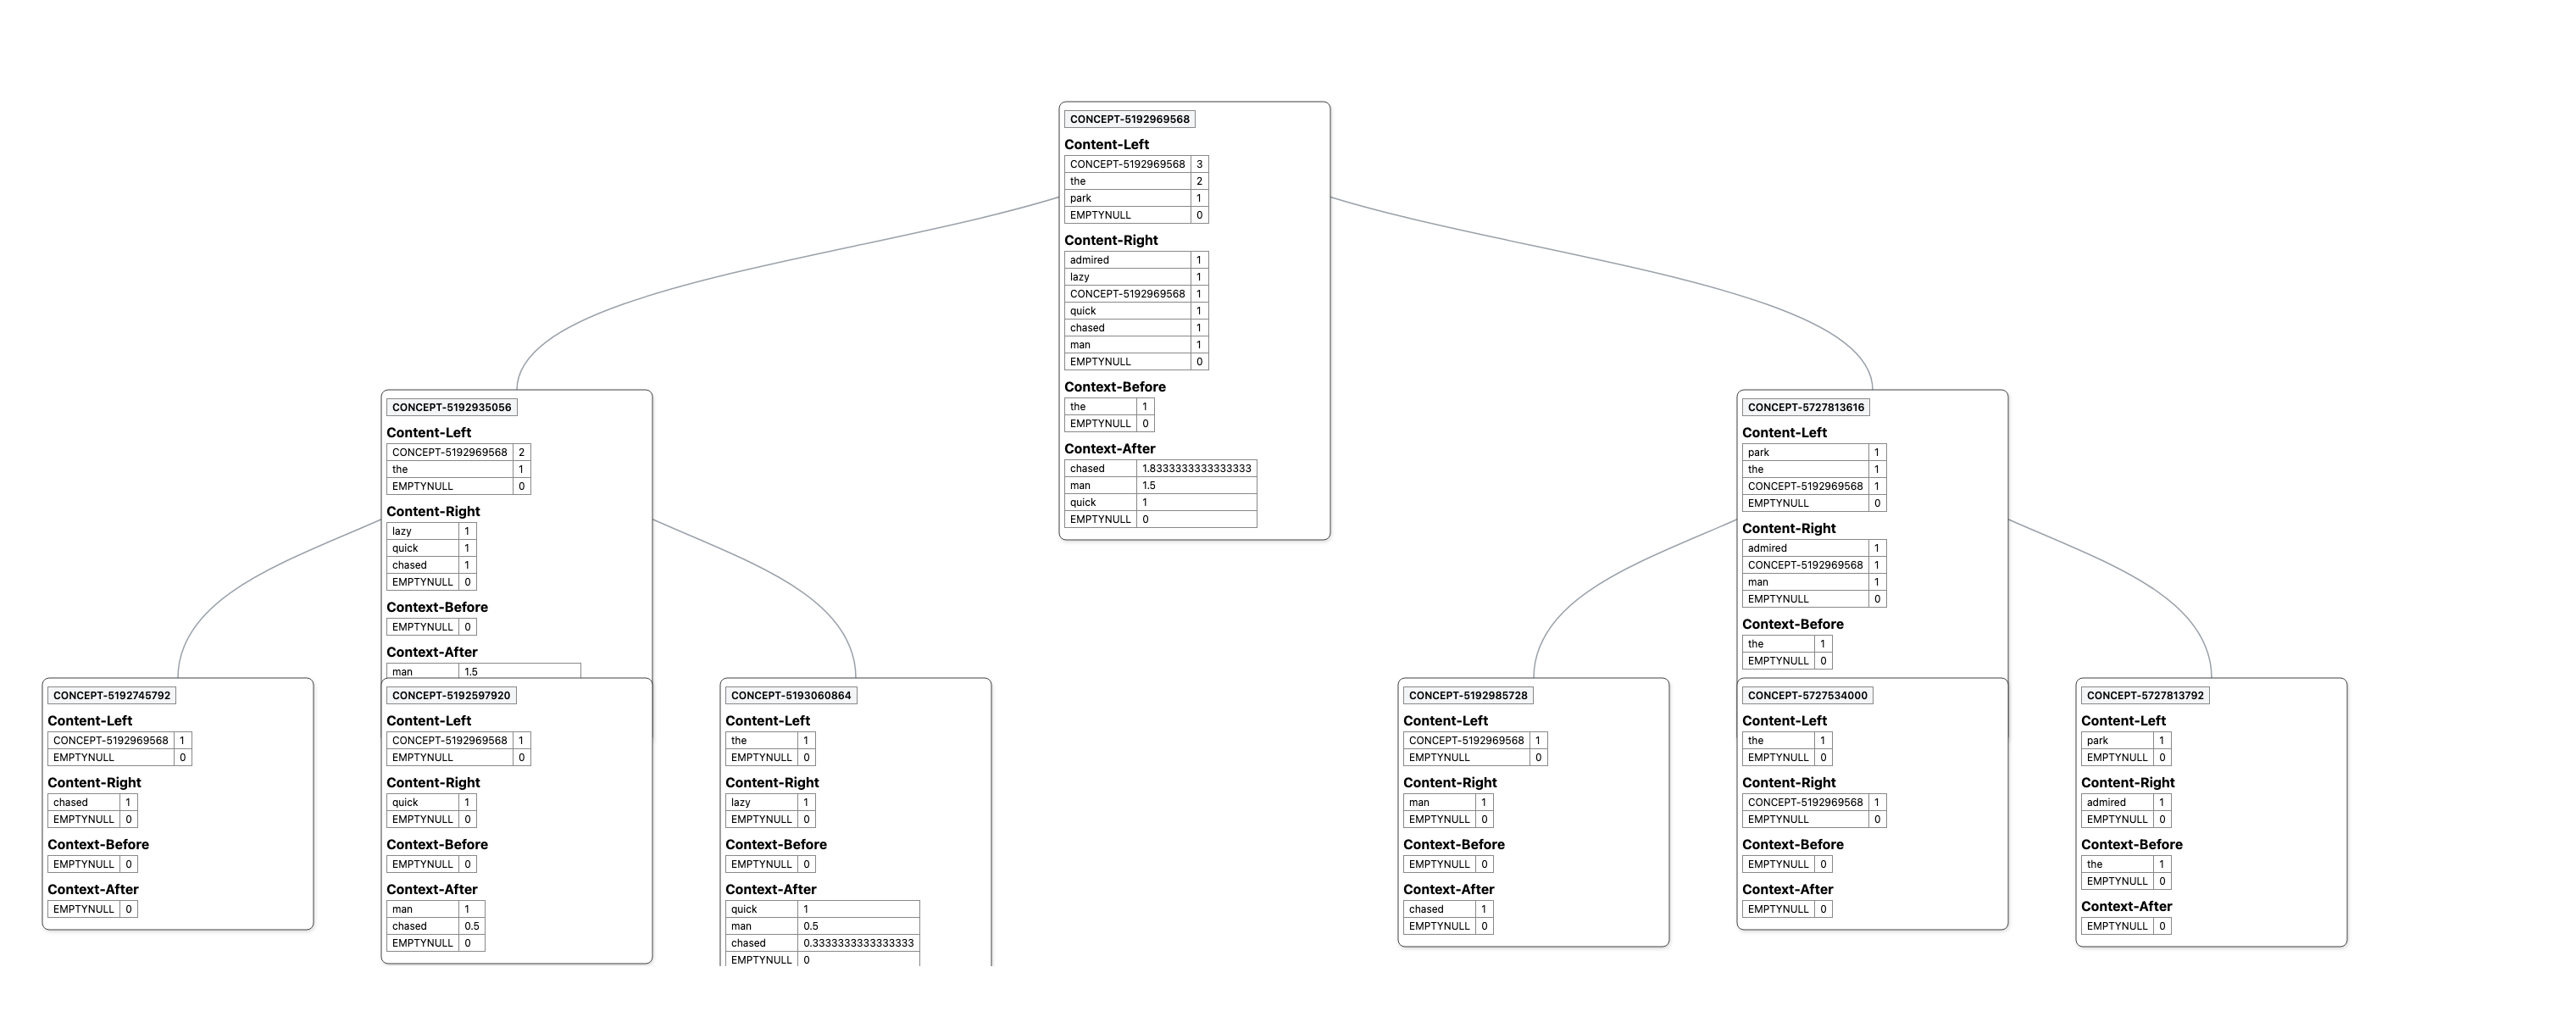 CONCEPT-5192969568
Content-Left
CONCEPT-5192969568 3
the 2
park 1
EMPTYNULL 0
Content-Right
admired 1
lazy 1
CONCEPT-5192969568 1
quick 1
chased 1
man 1
EMPTYNULL 0
Context-Before
the 1
EMPTYNULL 0
Context-After
chased 1.8333333333333333
man 1.5
quick 1
EMPTYNULL 0
CONCEPT-5192935056
Content-Left
CONCEPT-5192969568 2
the 1
EMPTYNULL 0
Content-Right
lazy 1
quick 1
chased 1
EMPTYNULL 0
Context-Before
EMPTYNULL 0
Context-After
man 1.5
CONCEPT-5727813616
Content-Left
park 1
the 1
CONCEPT-5192969568 1
EMPTYNULL 0
Content-Right
admired 1
CONCEPT-5192969568 1
man 1
EMPTYNULL 0
Context-Before
the 1
EMPTYNULL 0
CONCEPT-5192745792
Content-Left
CONCEPT-5192969568 1
EMPTYNULL 0
Content-Right
chased 1
EMPTYNULL 0
Context-Before
EMPTYNULL 0
Context-After
EMPTYNULL 0
CONCEPT-5192597920
Content-Left
CONCEPT-5192969568 1
EMPTYNULL 0
Content-Right
quick 1
EMPTYNULL 0
Context-Before
EMPTYNULL 0
Context-After
man 1
chased 0.5
EMPTYNULL 0
CONCEPT-5193060864
Content-Left
the 1
EMPTYNULL 0
Content-Right
lazy 1
EMPTYNULL 0
Context-Before
EMPTYNULL 0
Context-After
quick 1
man 0.5
chased 0.3333333333333333
EMPTYNULL 0
CONCEPT-5192985728
Content-Left
CONCEPT-5192969568 1
EMPTYNULL 0
Content-Right
man 1
EMPTYNULL 0
Context-Before
EMPTYNULL 0
Context-After
chased 1
EMPTYNULL 0
CONCEPT-5727534000
Content-Left
the 1
EMPTYNULL 0
Content-Right
CONCEPT-5192969568 1
EMPTYNULL 0
Context-Before
EMPTYNULL 0
Context-After
EMPTYNULL 0
CONCEPT-5727813792
Content-Left
park 1
EMPTYNULL 0
Content-Right
admired 1
EMPTYNULL 0
Context-Before
the 1
EMPTYNULL 0
Context-After
EMPTYNULL 0